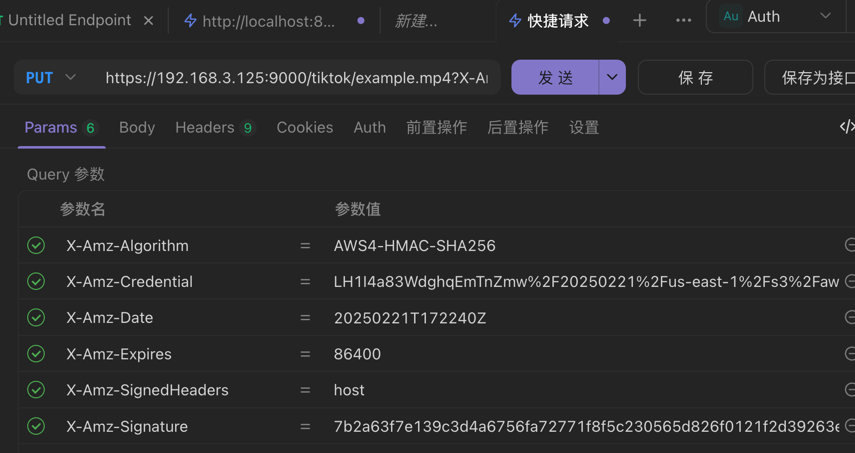 Untitled Endpoint
http://localhost:8...
新建...
快捷请求
Au Auth
PUT
https://192.168.3.125:9000/tiktok/example.mp4?X-A
发 送
保 存
保存为接口
Params 6
Body
Headers 9
Cookies
Auth
前置操作
后置操作
设置
Query 参数
参数名
参数值
X-Amz-Algorithm = AWS4-HMAC-SHA256
X-Amz-Credential = LH1I4a83WdghqEmTnZmw%2F20250221%2Fus-east-1%2Fs3%2Faw
X-Amz-Date = 20250221T172240Z
X-Amz-Expires = 86400
X-Amz-SignedHeaders = host
X-Amz-Signature = 7b2a63f7e139c3d4a6756fa72771f8f5c230565d826f0121f2d39263